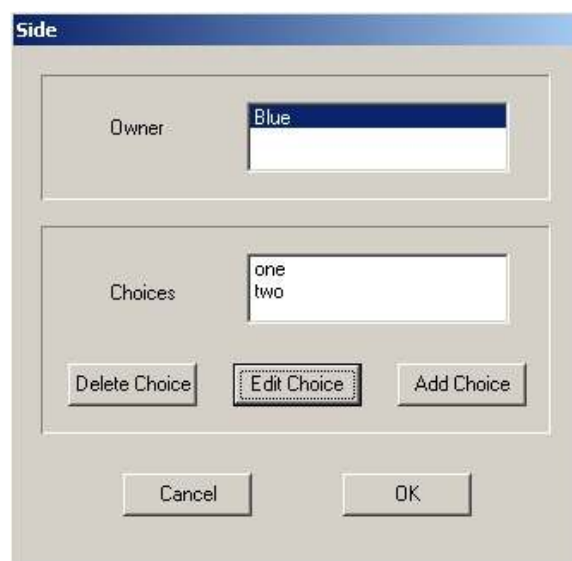 Side
Owner
Blue
Choices
one
two
Delete Choice
Edit Choice
Add Choice
Cancel
OK